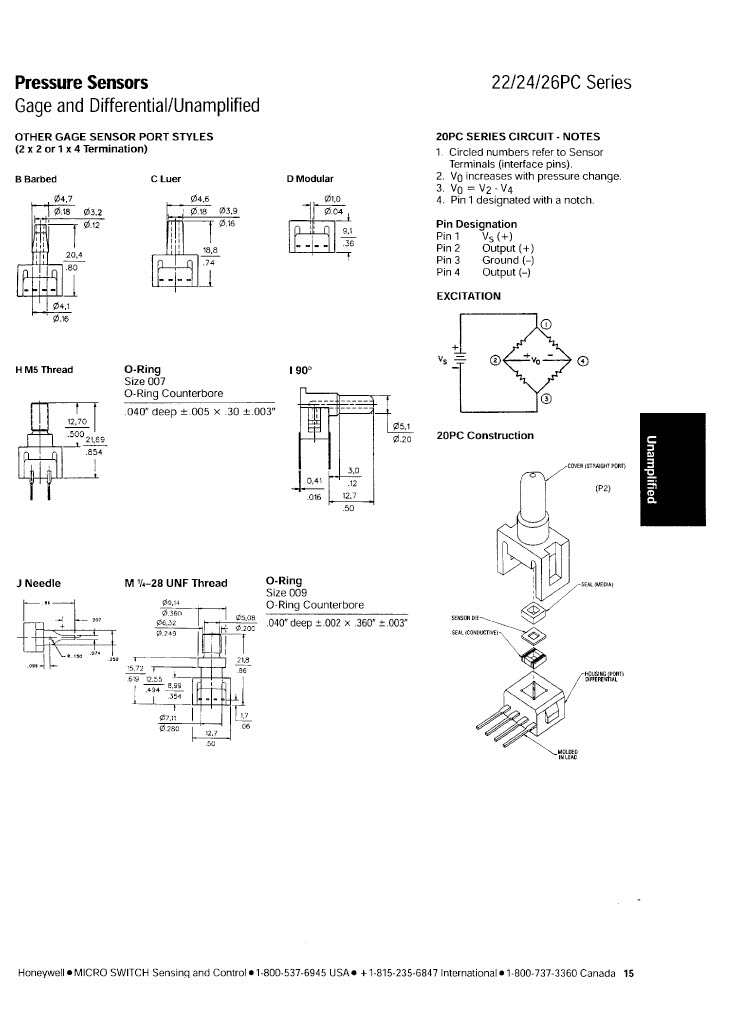 Pressure Sensors
Gage and Differential/Unamplified
22/24/26PC Series
OTHER GAGE SENSOR PORT STYLES
(2 x 2 or 1 x 4 Termination)
B Barbed
Ø4,7
Ø.18
Ø3,2
Ø.12
20,4
.80
Ø4,1
Ø.16
C Luer
Ø4,6
Ø.18
Ø3,9
Ø.16
18,8
.74
D Modular
Ø1,0
Ø.04
9,1
.36
H M5 Thread
12,70
.500
21,69
.854
O-Ring
Size 007
O-Ring Counterbore
.040" deep ±.005 × .30 ±.003"
I 90°
Ø5,1
Ø.20
3,0
.12
0,41
.016
12,7
.50
J Needle
.86
.207
R.150
.074
.250
.099
M ¼–28 UNF Thread
Ø9,14
Ø.360
Ø6,32
Ø.249
Ø5,08
Ø.200
21,8
.86
15,72
.619
12,55
.494
8,99
.354
Ø7,11
Ø.280
12,7
.50
1,7
.06
O-Ring
Size 009
O-Ring Counterbore
.040" deep ±.002 × .360" ±.003"
20PC SERIES CIRCUIT - NOTES
1. Circled numbers refer to Sensor
Terminals (interface pins).
2. V0 increases with pressure change.
3. V0 = V2 - V4
4. Pin 1 designated with a notch.
Pin Designation
Pin 1 VS (+)
Pin 2 Output (+)
Pin 3 Ground (–)
Pin 4 Output (–)
EXCITATION
1
VS + –
2 + VO – 4
3
20PC Construction
COVER (STRAIGHT PORT)
(P2)
SEAL (MEDIA)
SENSOR DIE
SEAL (CONDUCTIVE)
HOUSING (PORT)
DIFFERENTIAL
MOLDED
IN LEAD
Unamplified
Honeywell ● MICRO SWITCH Sensing and Control ● 1-800-537-6945 USA ● +1-815-235-6847 International ● 1-800-737-3360 Canada 15